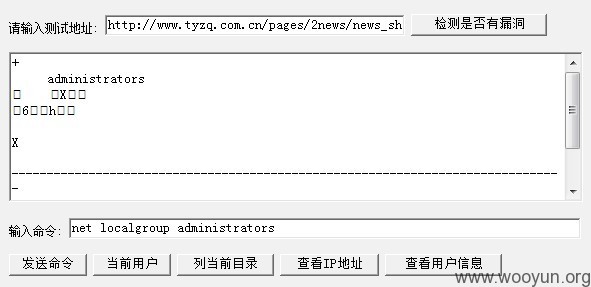 请输入测试地址: http://www.tyzq.com.cn/pages/2news/news_sh 检测是否有漏洞
+
administrators
□ □X□□
□6□□h□□
X
-------------------------------------------------------------------------------
-
输入命令: net localgroup administrators
发送命令 当前用户 列当前目录 查看IP地址 查看用户信息
www.wooyun.org